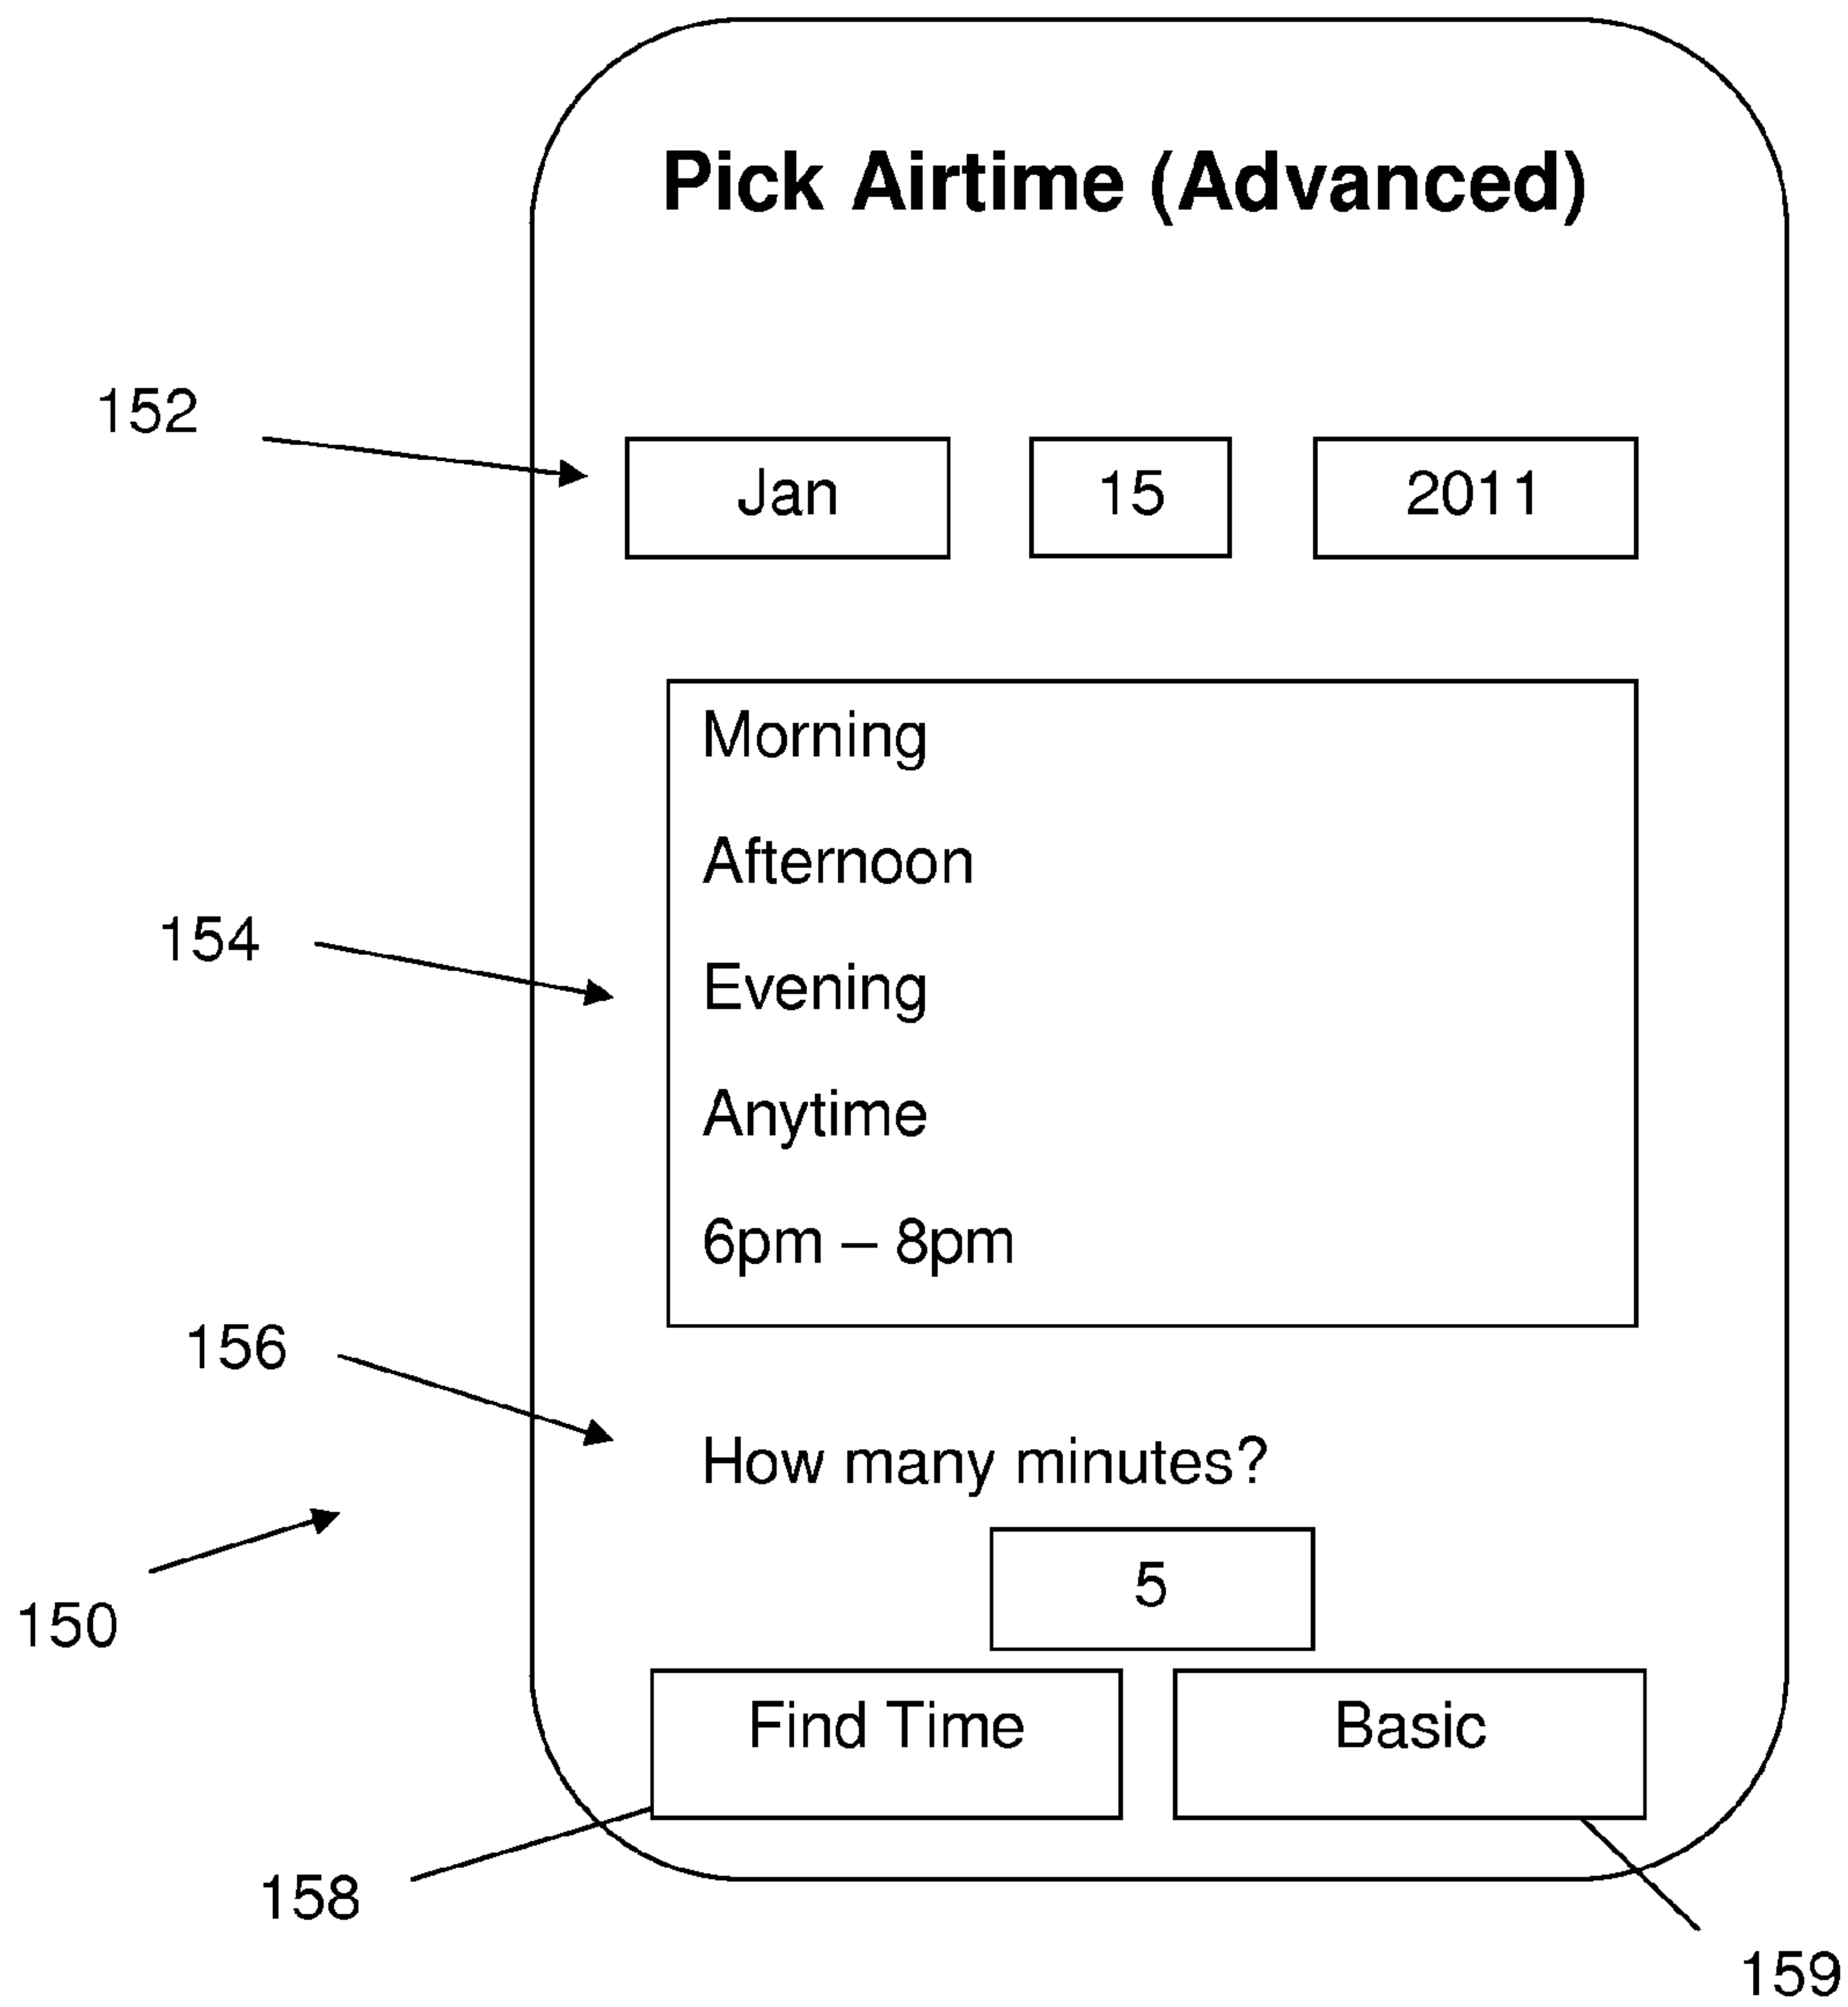 Pick Airtime (Advanced)
152
Jan 15 2011
Morning
Afternoon
154
Evening
Anytime
6pm – 8pm
156
How many minutes?
150
5
Find Time Basic
158
159